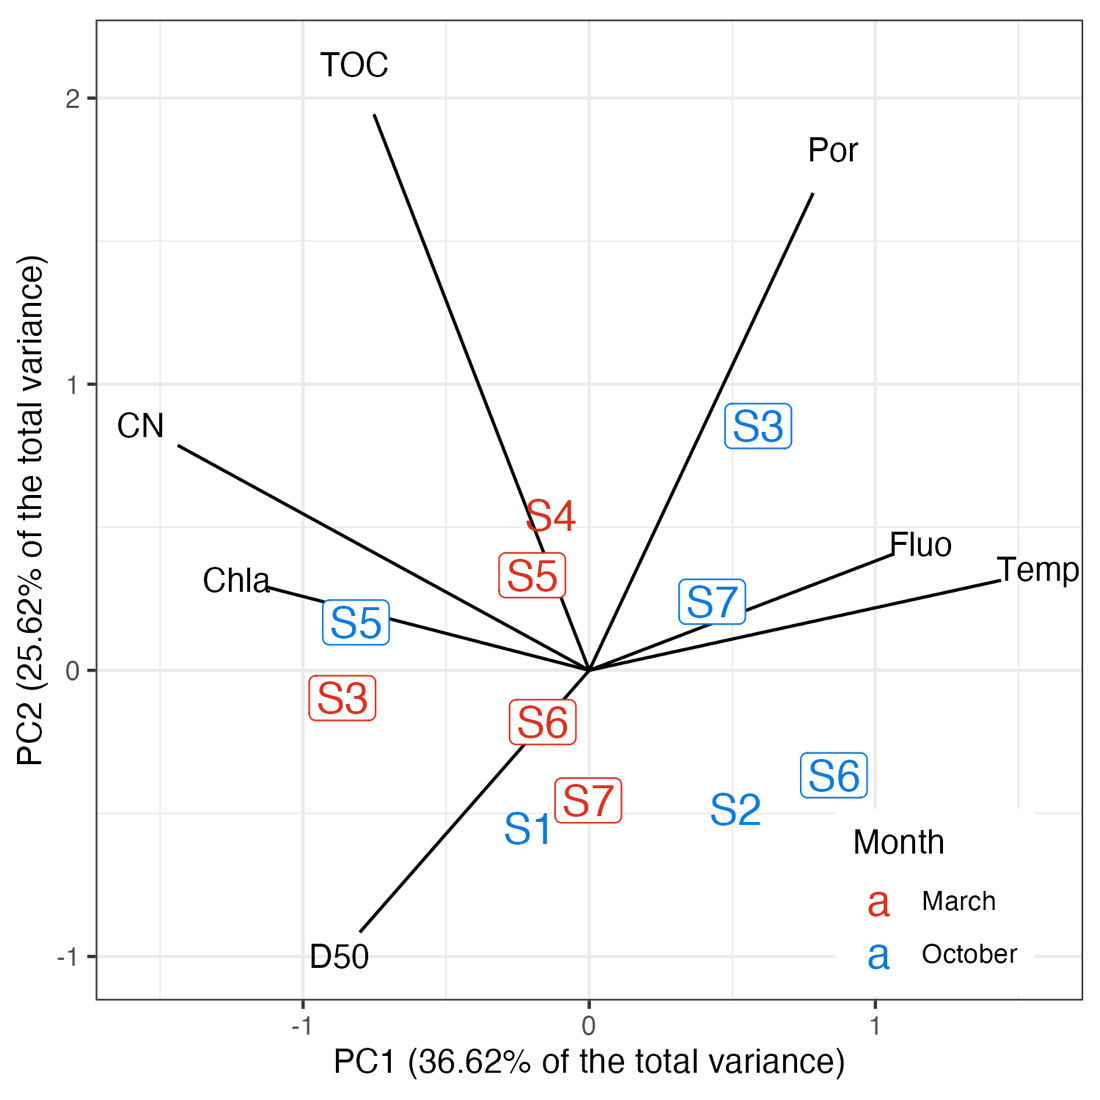 TOC
2
Por
PC2 (25.62% of the total variance)
1
CN
S3
S4
Fluo
Temp
S5
Chla
S7
S5
0
S3
S6
S6
S7
S2
S1
Month
a March
a October
D50
-1
-1
0
1
PC1 (36.62% of the total variance)